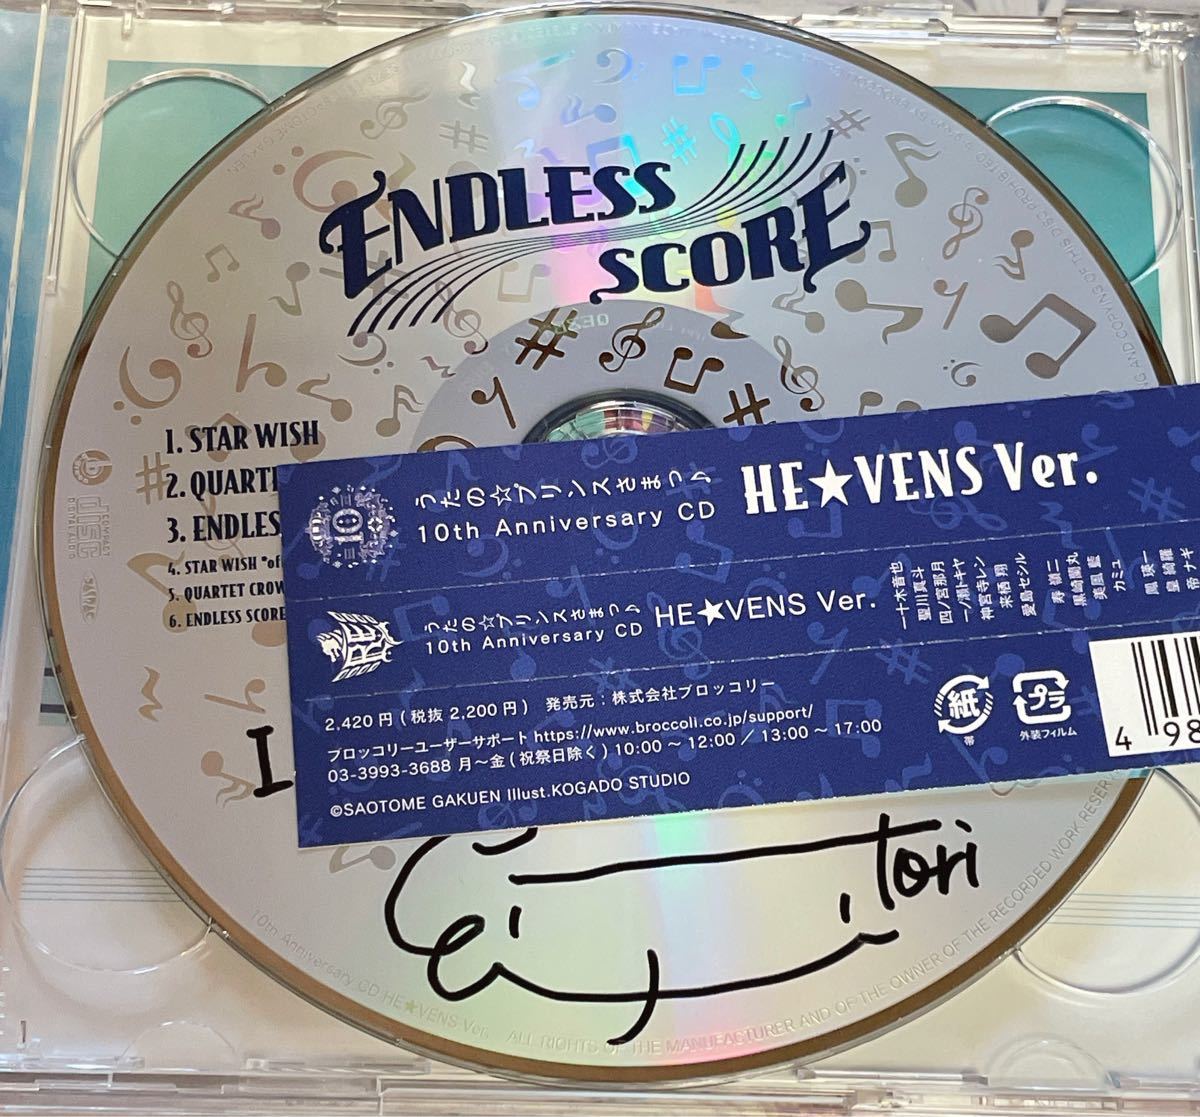 ENDLESS
SCORE
1. STAR WISH
2. QUARTE
3. ENDLES
4. STAR WISH *of
5. QUARTET CROW
6. ENDLESS SCORE
COMPACT
disc
DIGITAL AUDIO
10
うたの☆プリンスさまっ♪
10th Anniversary CD
HE★VENS Ver.
うたの☆プリンスさまっ♪
10th Anniversary CD
HE★VENS Ver.
一十木音也
聖川真斗
四ノ宮那月
一ノ瀬トキヤ
神宮寺レン
来栖 翔
愛島セシル
寿 嶺二
黒崎蘭丸
美風 藍
カミュ
鳳 瑛一
皇 綺羅
帝 ナギ
2,420円(税抜 2,200円) 発売元:株式会社ブロッコリー
ブロッコリーユーザーサポート https://www.broccoli.co.jp/support/
03-3993-3688 月~金(祝祭日除く)10:00~12:00/13:00~17:00
©SAOTOME GAKUEN Illust.KOGADO STUDIO
紙
帯
プラ
外装フィルム
4 98
I
tori
10th Anniversary CD HE★VENS Ver. ALL RIGHTS OF THE MANUFACTURER AND OF THE OWNER OF THE RECORDED WORK RESER